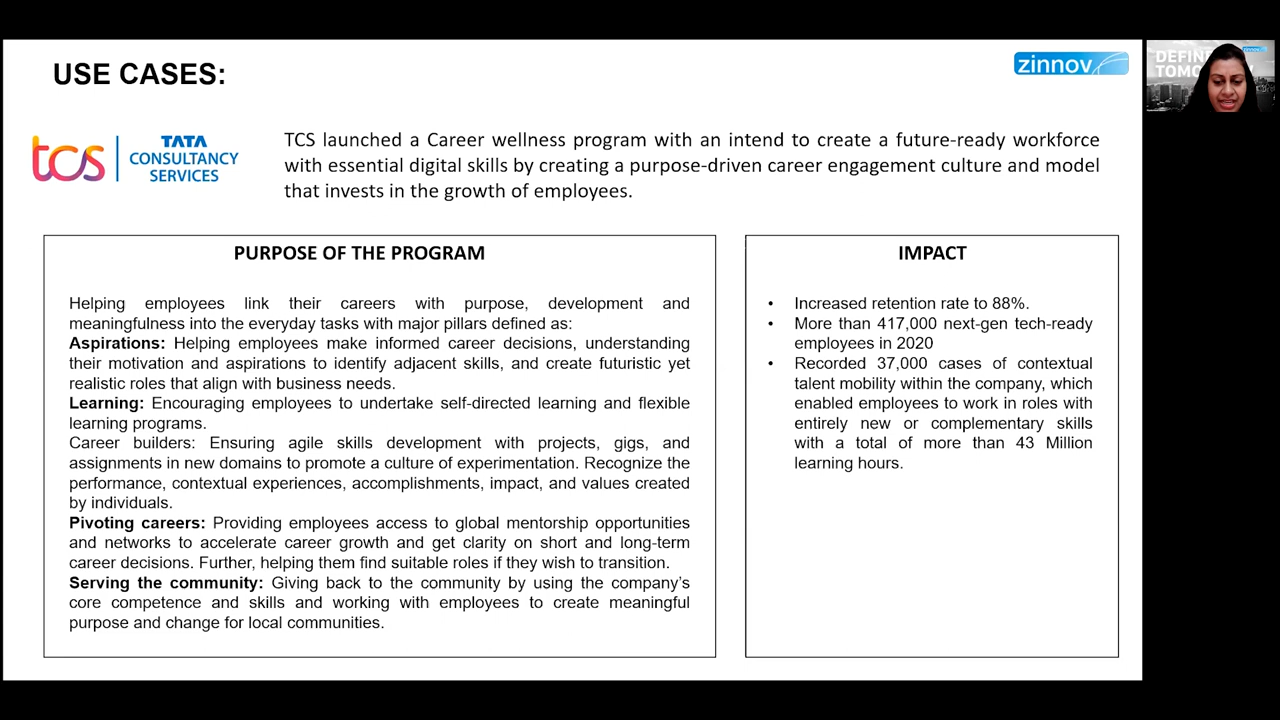 USE CASES:
zinnov
DEFINE
zinnov
tcs
TATA
CONSULTANCY
SERVICES
TCS launched a Career wellness program with an intend to create a future-ready workforce
with essential digital skills by creating a purpose-driven career engagement culture and model
that invests in the growth of employees.
PURPOSE OF THE PROGRAM
Helping employees link their careers with purpose, development and
meaningfulness into the everyday tasks with major pillars defined as:
Aspirations: Helping employees make informed career decisions, understanding
their motivation and aspirations to identify adjacent skills, and create futuristic yet
realistic roles that align with business needs.
Learning: Encouraging employees to undertake self-directed learning and flexible
learning programs.
Career builders: Ensuring agile skills development with projects, gigs, and
assignments in new domains to promote a culture of experimentation. Recognize the
performance, contextual experiences, accomplishments, impact, and values created
by individuals.
Pivoting careers: Providing employees access to global mentorship opportunities
and networks to accelerate career growth and get clarity on short and long-term
career decisions. Further, helping them find suitable roles if they wish to transition.
Serving the community: Giving back to the community by using the company's
core competence and skills and working with employees to create meaningful
purpose and change for local communities.
IMPACT
• Increased retention rate to 88%.
• More than 417,000 next-gen tech-ready
employees in 2020
• Recorded 37,000 cases of contextual
talent mobility within the company, which
enabled employees to work in roles with
entirely new or complementary skills
with a total of more than 43 Million
learning hours.